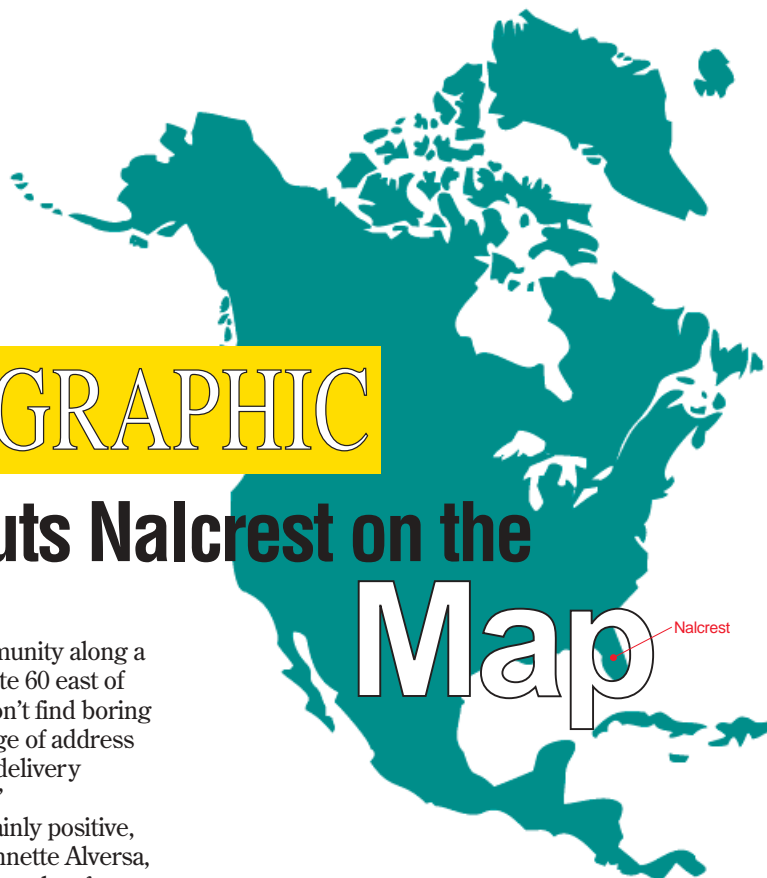 GRAPHIC
uts Nalcrest on the
Map
Nalcrest
munity along a
te 60 east of
on't find boring
ge of address
delivery
ainly positive,
nnette Alversa,